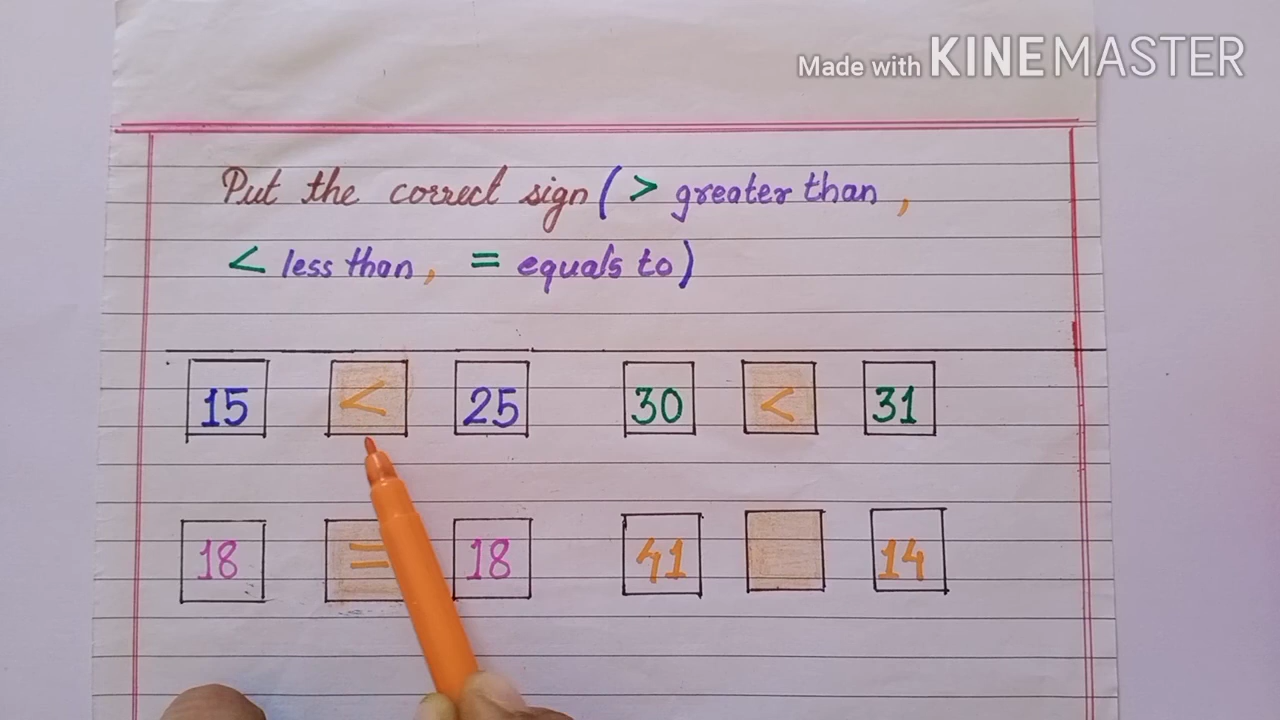 Made with KINEMASTER
Put the correct sign ( > greater than,
< less than, = equals to)
15 < 25 30 < 31
18 = 18 41 14